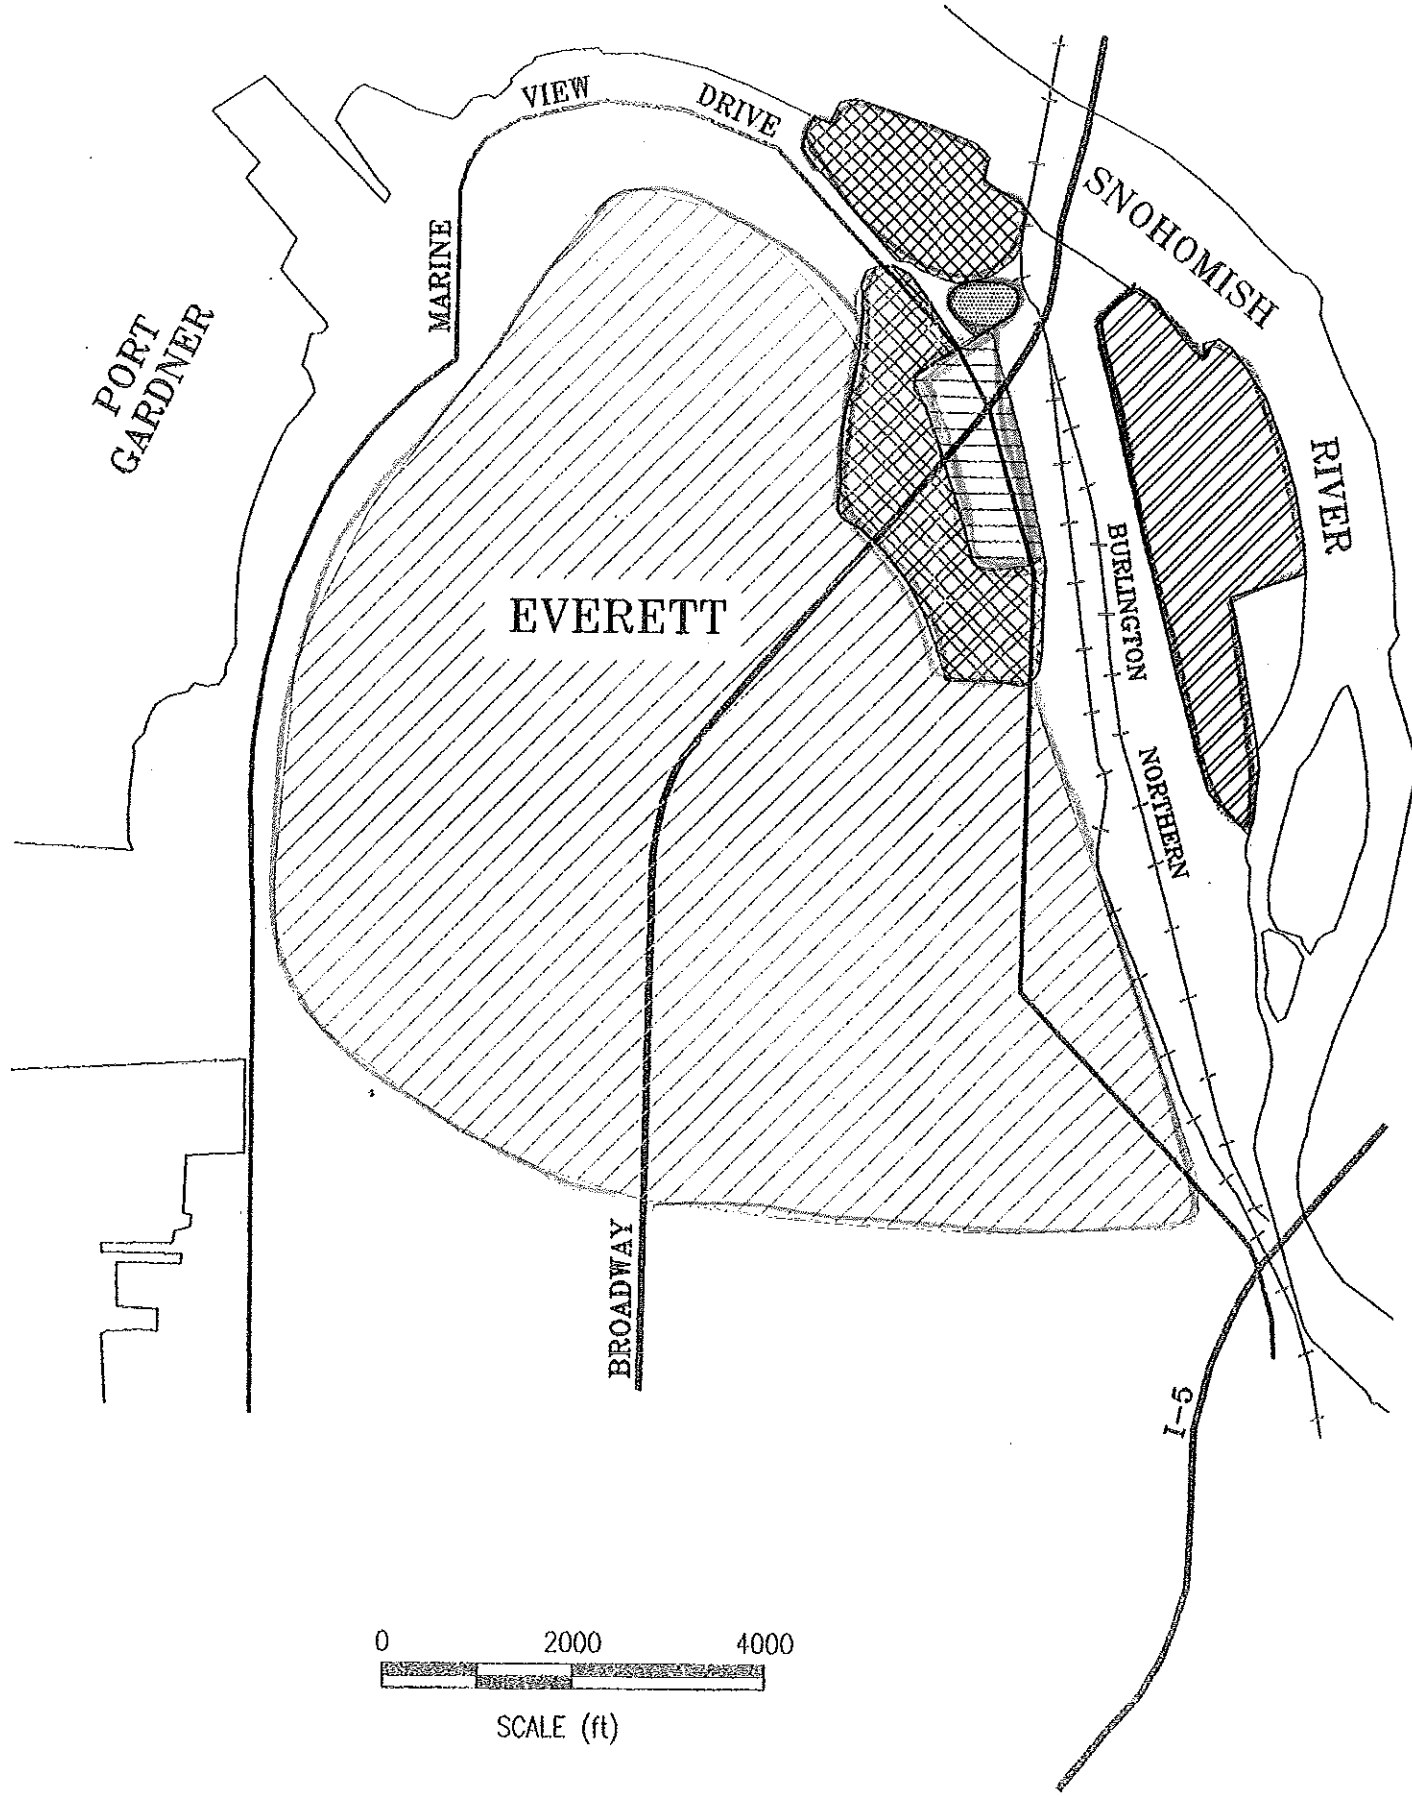 VIEW
DRIVE
MARINE
SNOHOMISH
RIVER
PORT
GARDNER
BURLINGTON
NORTHERN
EVERETT
BROADWAY
I-5
0 2000 4000
SCALE (ft)